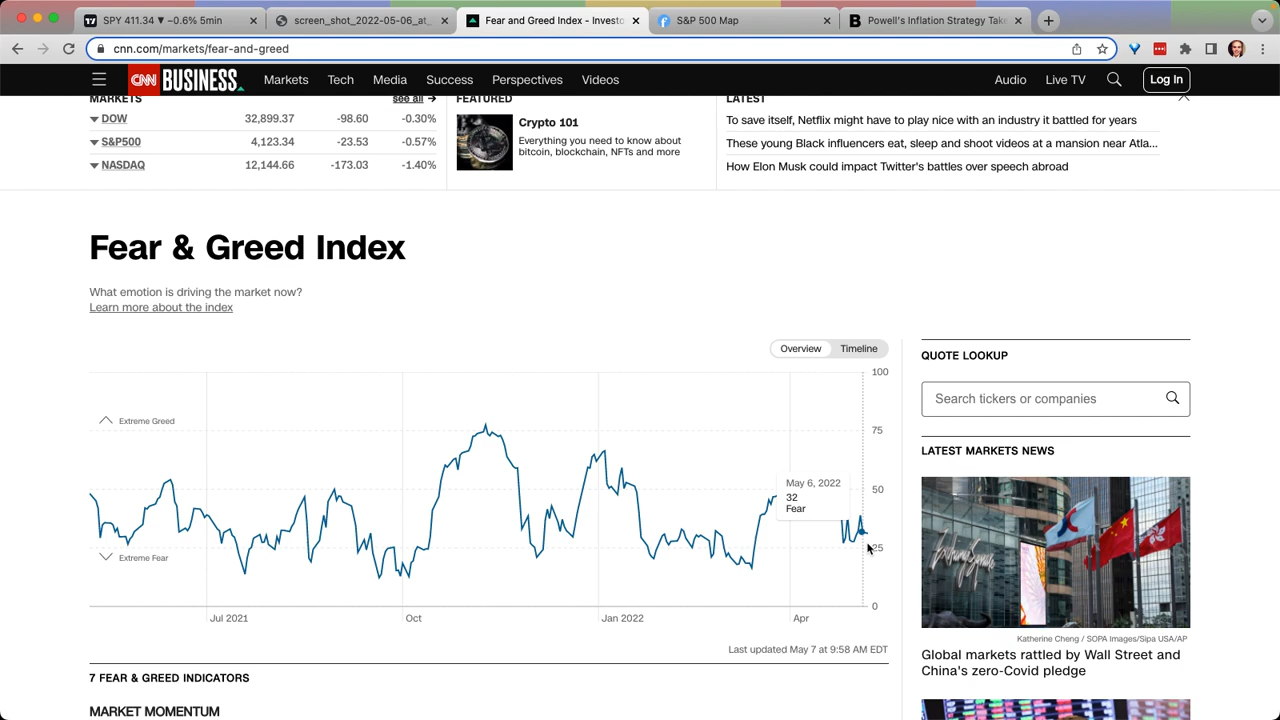 SPY 411.34 ▼ −0.6% 5min
screen_shot_2022-05-06_at_
Fear and Greed Index - Investo
S&P 500 Map
Powell's Inflation Strategy Take
cnn.com/markets/fear-and-greed
CNN BUSINESS
Markets
Tech
Media
Success
Perspectives
Videos
Audio
Live TV
Log In
MARKETS
see all →
DOW 32,899.37 -98.60 -0.30%
S&P500 4,123.34 -23.53 -0.57%
NASDAQ 12,144.66 -173.03 -1.40%
FEATURED
Crypto 101
Everything you need to know about
bitcoin, blockchain, NFTs and more
LATEST
To save itself, Netflix might have to play nice with an industry it battled for years
These young Black influencers eat, sleep and shoot videos at a mansion near Atla...
How Elon Musk could impact Twitter's battles over speech abroad
Fear & Greed Index
What emotion is driving the market now?
Learn more about the index
Overview
Timeline
100
Extreme Greed
75
May 6, 2022
32
Fear
50
Extreme Fear
25
0
Jul 2021
Oct
Jan 2022
Apr
Last updated May 7 at 9:58 AM EDT
7 FEAR & GREED INDICATORS
MARKET MOMENTUM
QUOTE LOOKUP
Search tickers or companies
LATEST MARKETS NEWS
Exchange Square
Katherine Cheng / SOPA Images/Sipa USA/AP
Global markets rattled by Wall Street and
China's zero-Covid pledge